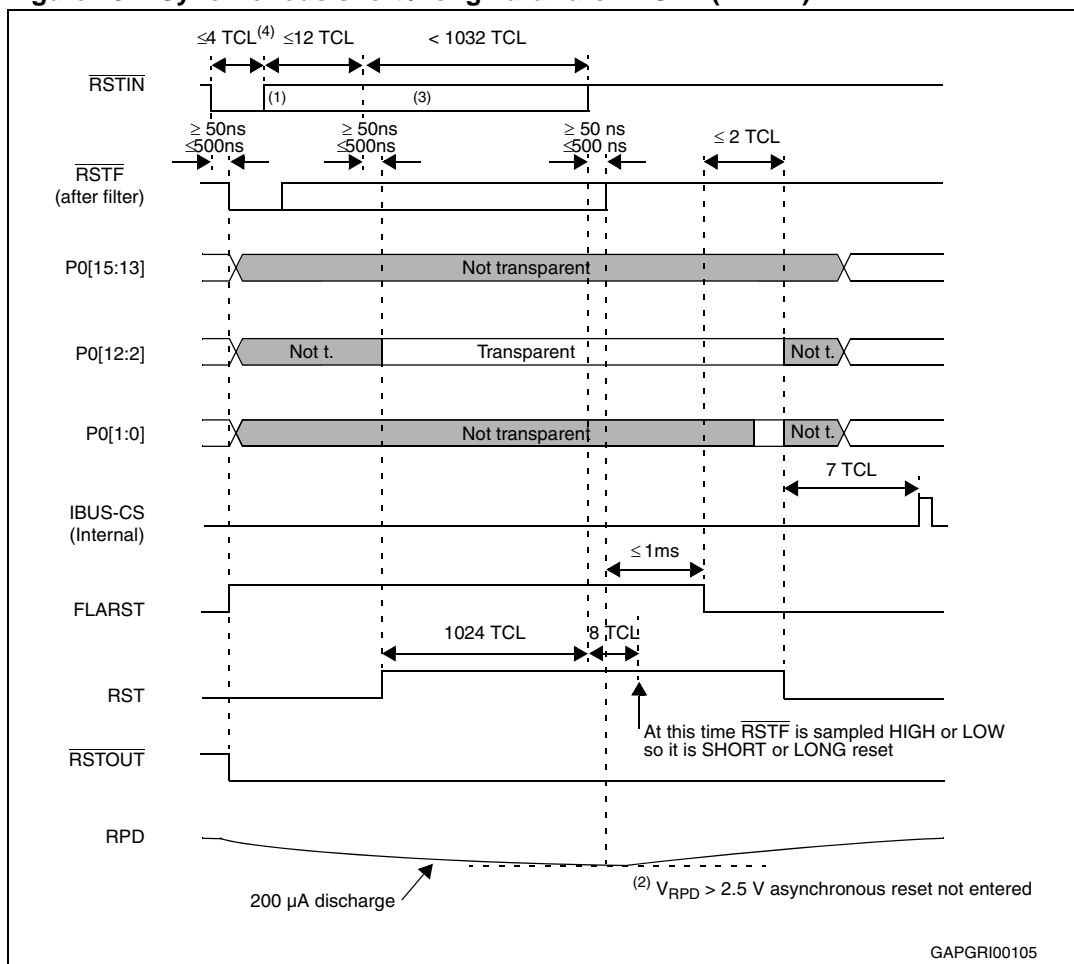 ≤4 TCL(4) ≤12 TCL < 1032 TCL
RSTIN
(1) (3)
≥ 50ns ≥ 50ns ≥ 50 ns
≤500ns ≤500ns ≤500 ns
≤ 2 TCL
RSTF
(after filter)
P0[15:13] Not transparent
P0[12:2] Not t. Transparent Not t.
P0[1:0] Not transparent Not t.
7 TCL
IBUS-CS
(Internal)
≤ 1ms
FLARST
1024 TCL 8 TCL
RST
At this time RSTF is sampled HIGH or LOW
so it is SHORT or LONG reset
RSTOUT
RPD
200 µA discharge
(2) VRPD > 2.5 V asynchronous reset not entered
GAPGRI00105